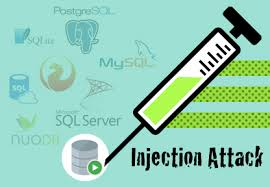 PostgreSQL
SQLite
MySQL
SQL
Microsoft
SQL Server
nuoDB
Injection Attack